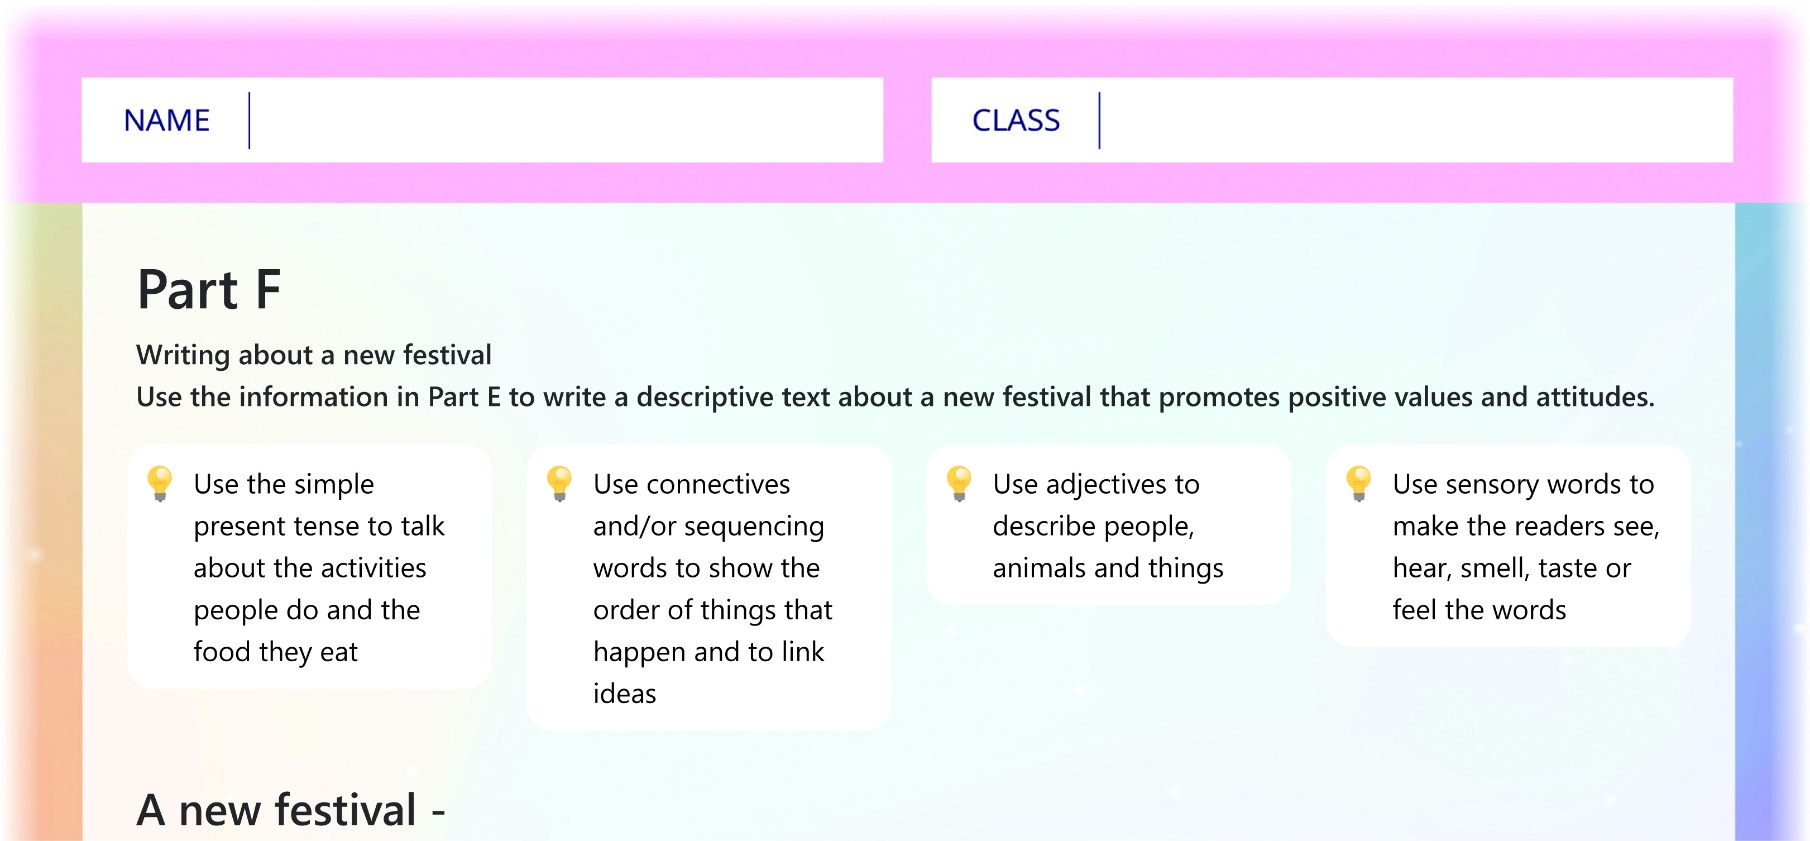 NAME
CLASS
Part F
Writing about a new festival
Use the information in Part E to write a descriptive text about a new festival that promotes positive values and attitudes.
Use the simple
present tense to talk
about the activities
people do and the
food they eat
Use connectives
and/or sequencing
words to show the
order of things that
happen and to link
ideas
Use adjectives to
describe people,
animals and things
Use sensory words to
make the readers see,
hear, smell, taste or
feel the words
A new festival -